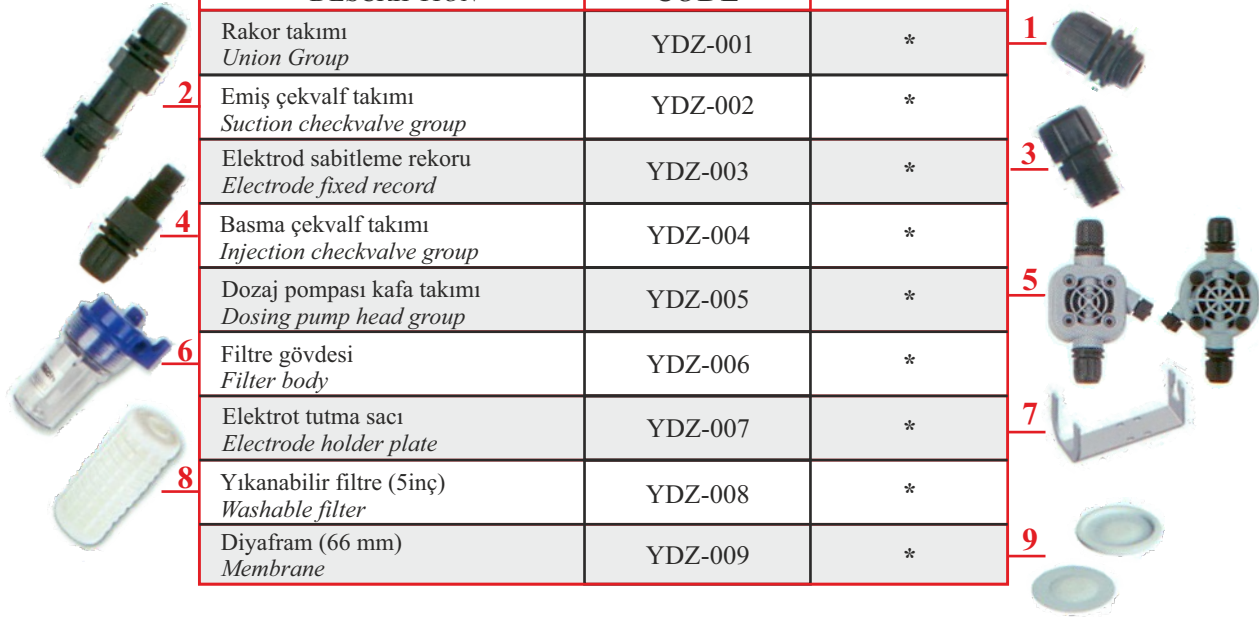 DESCRIPTION CODE
Rakor takımı
Union Group
YDZ-001 *
1
2
Emiş çekvalf takımı
Suction checkvalve group
YDZ-002 *
Elektrod sabitleme rekoru
Electrode fixed record
YDZ-003 *
3
4
Basma çekvalf takımı
Injection checkvalve group
YDZ-004 *
Dozaj pompası kafa takımı
Dosing pump head group
YDZ-005 *
5
6
Filtre gövdesi
Filter body
YDZ-006 *
Elektrot tutma sacı
Electrode holder plate
YDZ-007 *
7
8
Yıkanabilir filtre (5inç)
Washable filter
YDZ-008 *
Diyafram (66 mm)
Membrane
YDZ-009 *
9